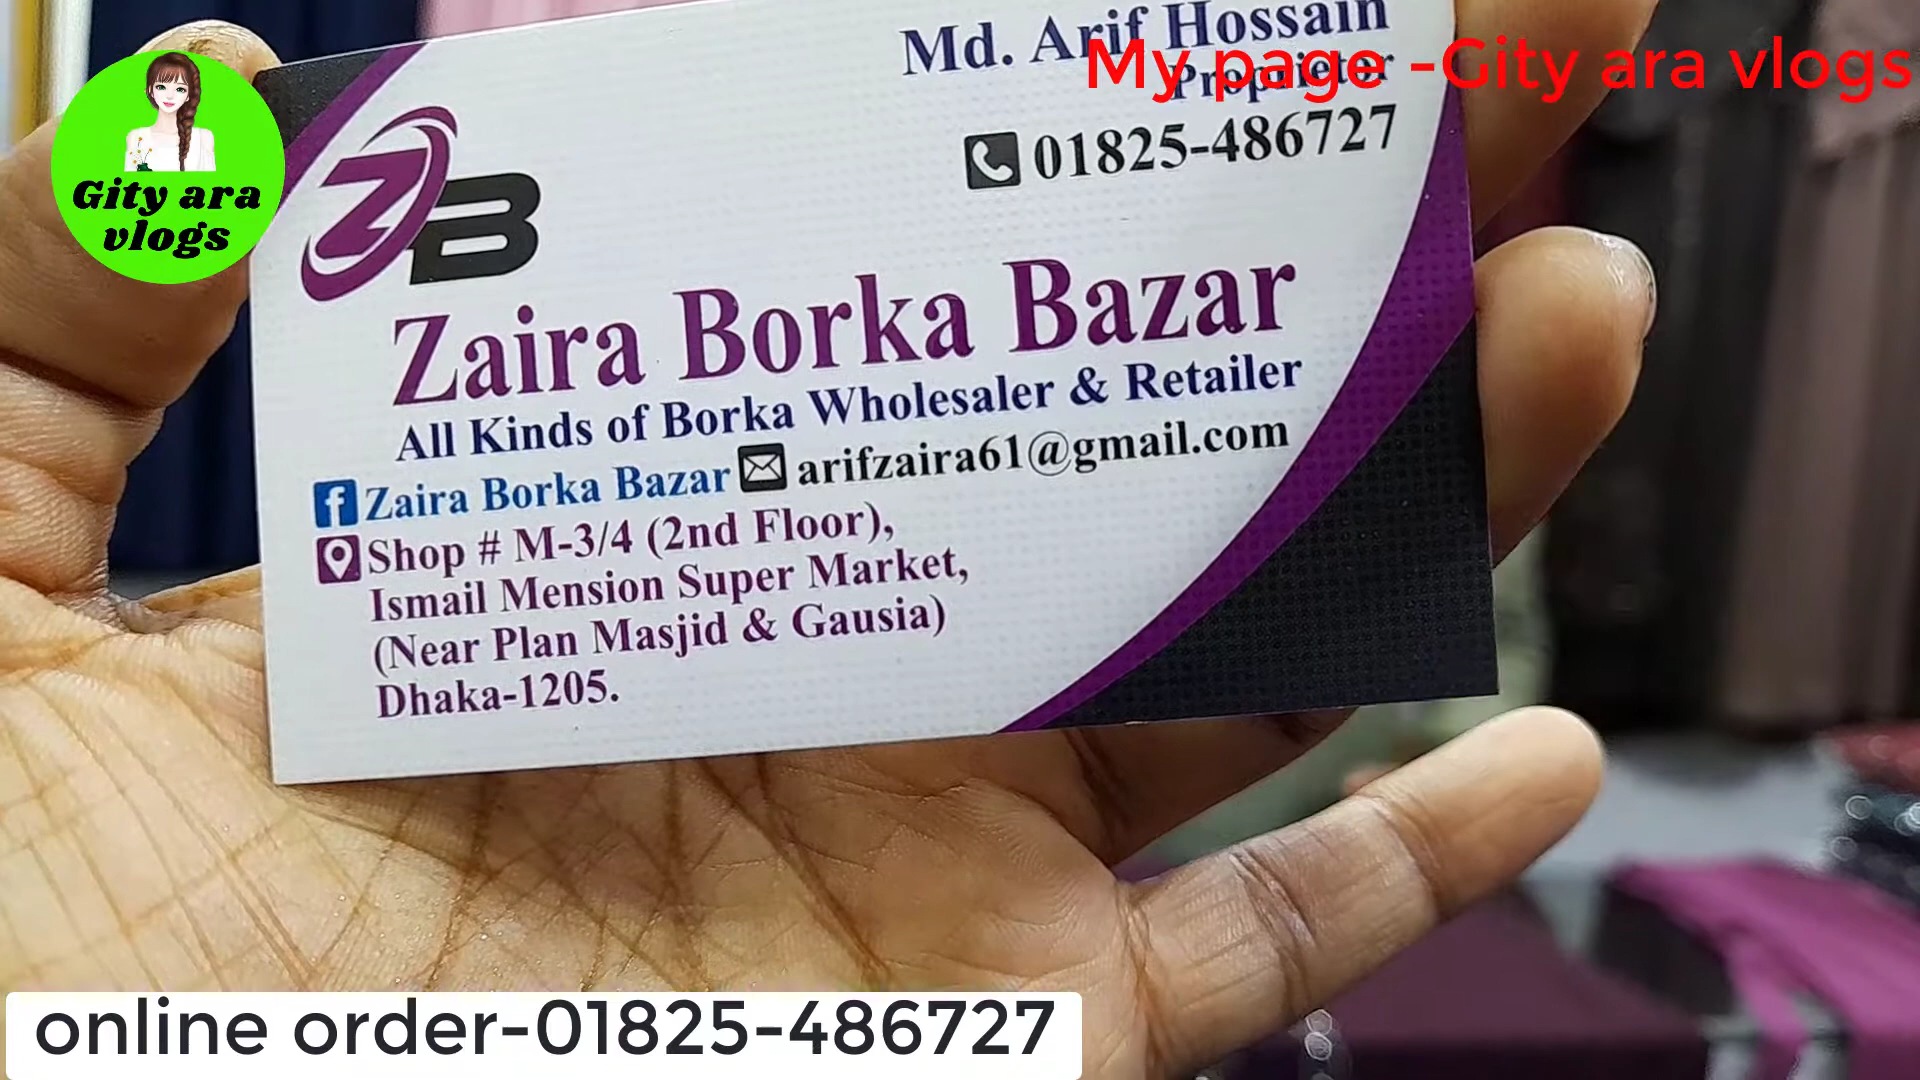 Md. Arif Hossain
My page -Gity ara vlogs
Proprietor
01825-486727
Gity ara
vlogs
ZB
Zaira Borka Bazar
All Kinds of Borka Wholesaler & Retailer
Zaira Borka Bazar arifzaira61@gmail.com
Shop # M-3/4 (2nd Floor),
Ismail Mension Super Market,
(Near Plan Masjid & Gausia)
Dhaka-1205.
online order-01825-486727